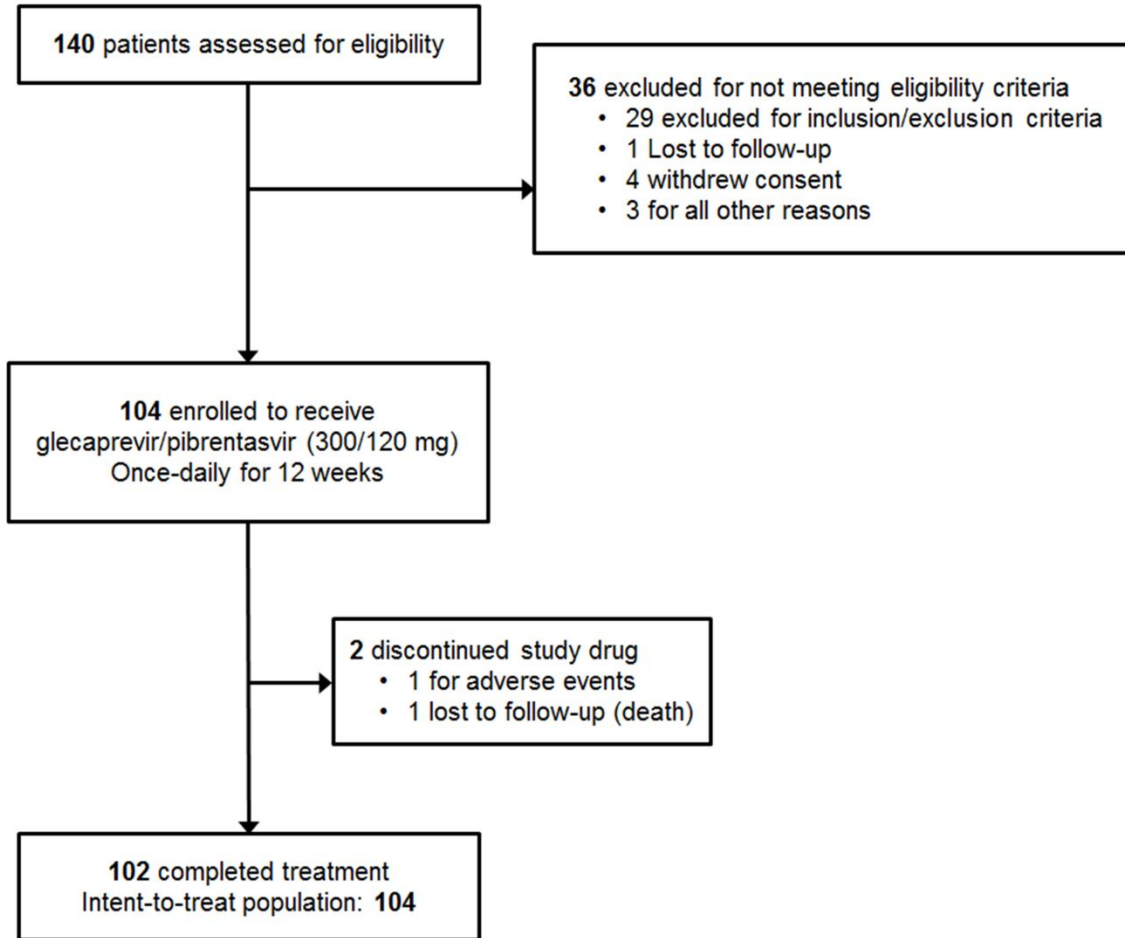 140 patients assessed for eligibility
36 excluded for not meeting eligibility criteria
• 29 excluded for inclusion/exclusion criteria
• 1 Lost to follow-up
• 4 withdrew consent
• 3 for all other reasons
104 enrolled to receive
glecaprevir/pibrentasvir (300/120 mg)
Once-daily for 12 weeks
2 discontinued study drug
• 1 for adverse events
• 1 lost to follow-up (death)
102 completed treatment
Intent-to-treat population: 104